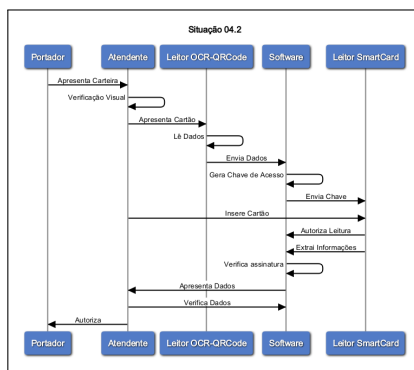 Situação 04.2
Portador Atendente Leitor OCR-QRCode Software Leitor SmartCard
Apresenta Carteira
Verificação Visual
Apresenta Cartão
Lê Dados
Envia Dados
Gera Chave de Acesso
Envia Chave
Insere Cartão
Autoriza Leitura
Extrai Informações
Verifica assinatura
Apresenta Dados
Verifica Dados
Autoriza
Portador Atendente Leitor OCR-QRCode Software Leitor SmartCard